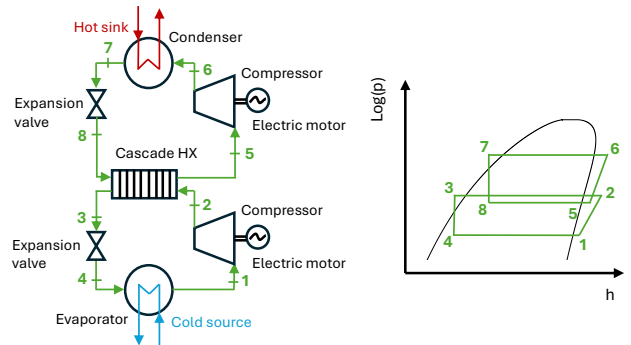 Hot sink
Condenser
7
6
Compressor
Expansion
valve
Electric motor
8
Cascade HX
5
2
3
Compressor
Expansion
valve
Electric motor
4
1
Evaporator
Cold source
Log(p)
7
6
3
2
8
5
4
1
h